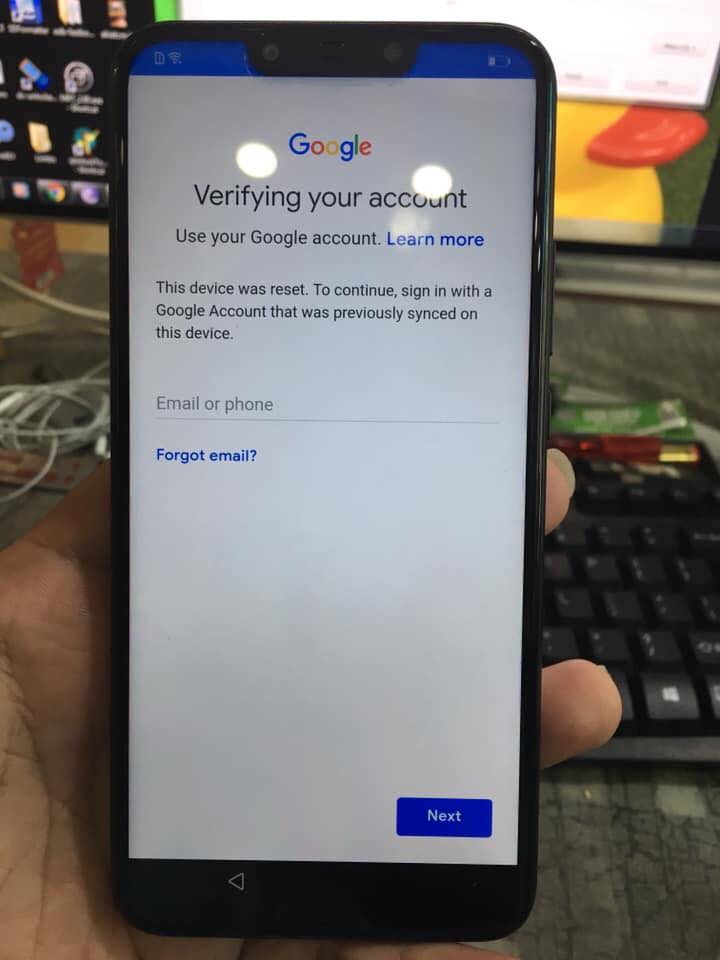 Google
Verifying your account
Use your Google account. Learn more
This device was reset. To continue, sign in with a
Google Account that was previously synced on
this device.
Email or phone
Forgot email?
Next